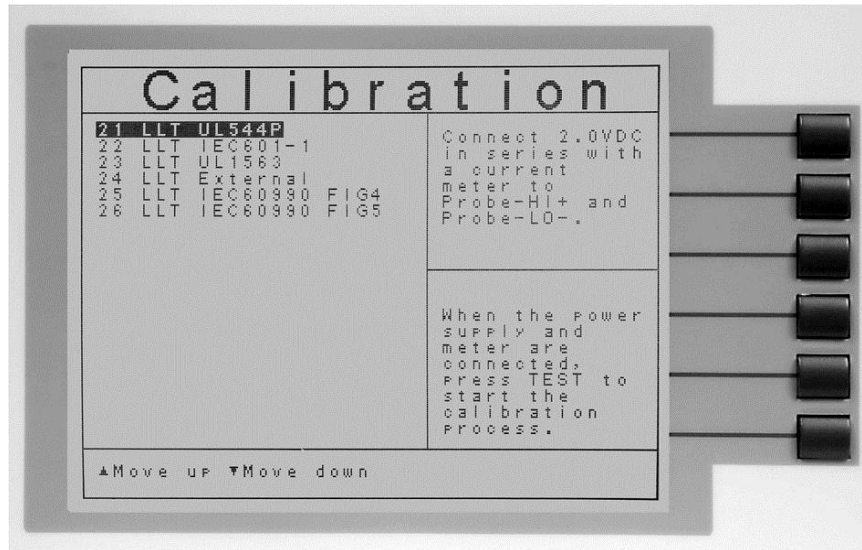 Calibration
21 LLT UL544P
22 LLT IEC601-1
23 LLT UL1563
24 LLT External
25 LLT IEC60990 FIG4
26 LLT IEC60990 FIG5
Connect 2.0VDC
in series with
a current
meter to
Probe-HI+ and
Probe-LO-.
When the power
supply and
meter are
connected,
press TEST to
start the
calibration
process.
▲Move up ▼Move down